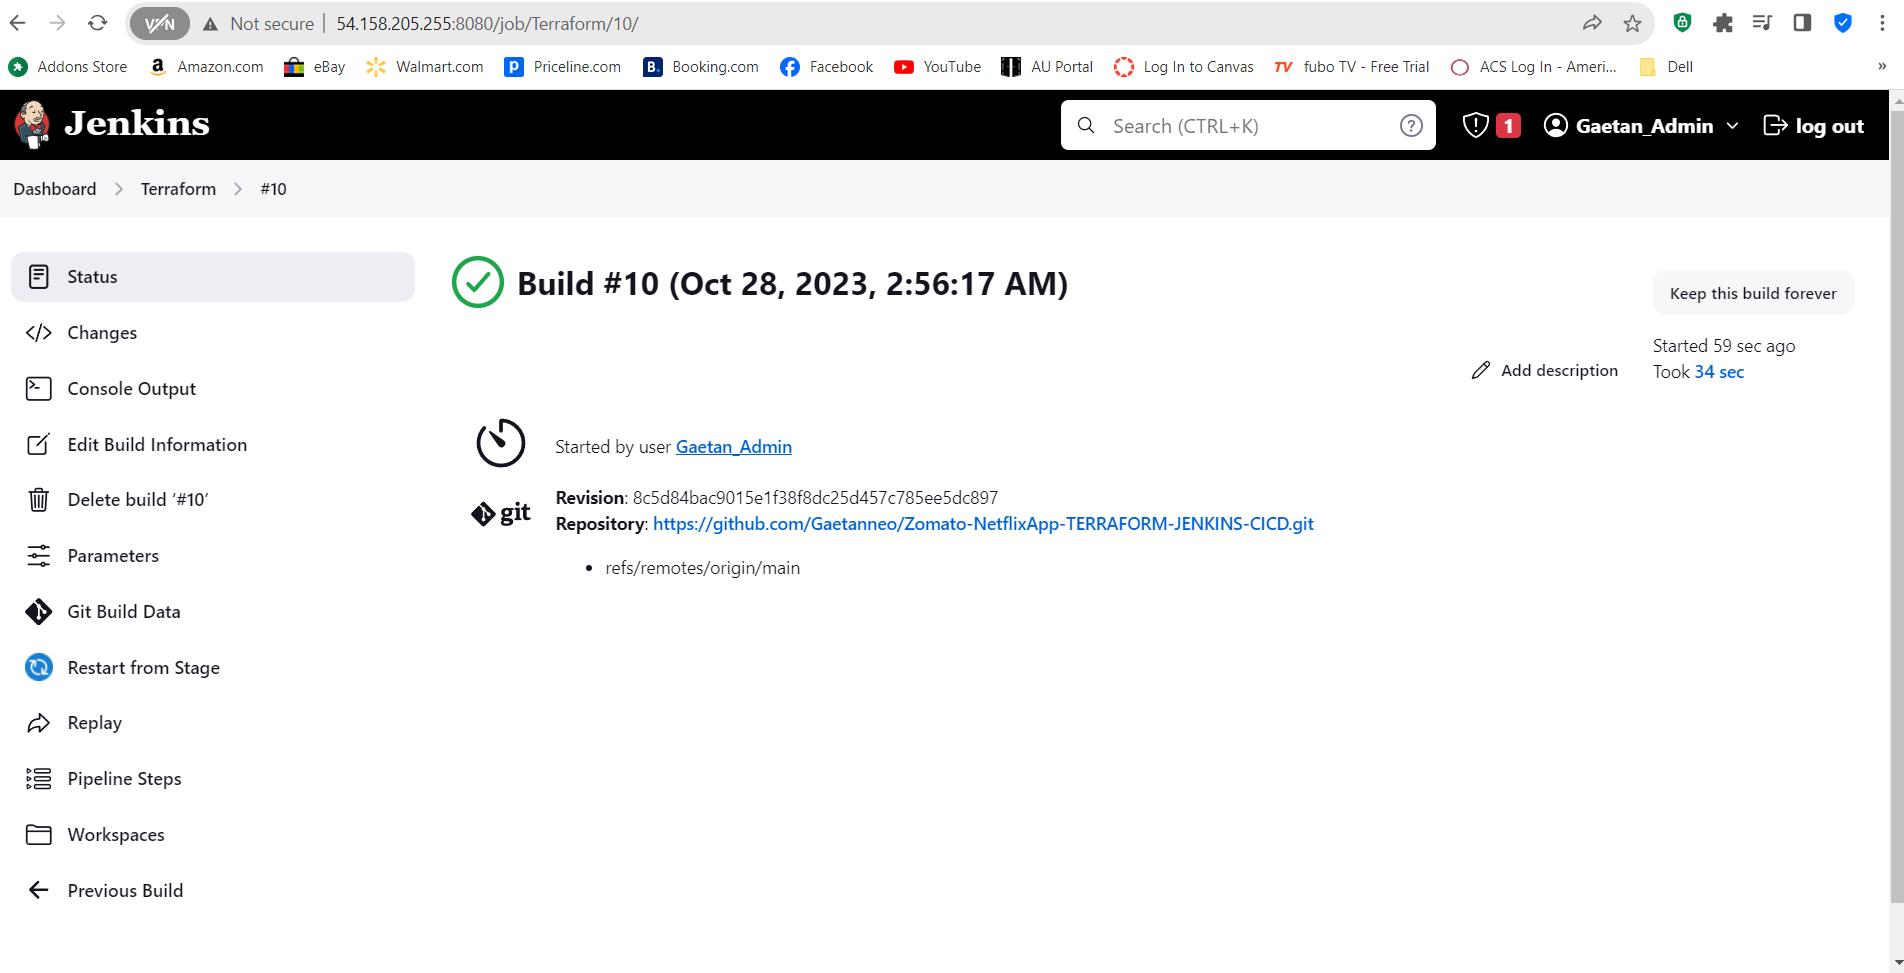 VPN Not secure 54.158.205.255:8080/job/Terraform/10/
Addons Store Amazon.com eBay Walmart.com Priceline.com Booking.com Facebook YouTube AU Portal Log In to Canvas fubo TV - Free Trial ACS Log In - Ameri... Dell »
Jenkins Search (CTRL+K) 1 Gaetan_Admin log out
Dashboard Terraform #10
Status
Changes
Console Output
Edit Build Information
Delete build ‘#10’
Parameters
Git Build Data
Restart from Stage
Replay
Pipeline Steps
Workspaces
Previous Build
Build #10 (Oct 28, 2023, 2:56:17 AM)
Keep this build forever
Started 59 sec ago
Took 34 sec
Add description
Started by user Gaetan_Admin
git
Revision: 8c5d84bac9015e1f38f8dc25d457c785ee5dc897
Repository: https://github.com/Gaetanneo/Zomato-NetflixApp-TERRAFORM-JENKINS-CICD.git
• refs/remotes/origin/main